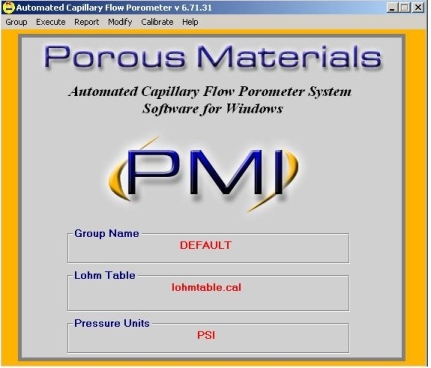 Automated Capillary Flow Porometer v 6.71.31
Group Execute Report Modify Calibrate Help
Porous Materials
Automated Capillary Flow Porometer System
Software for Windows
PMI
Group Name
DEFAULT
Lohm Table
lohmtable.cal
Pressure Units
PSI